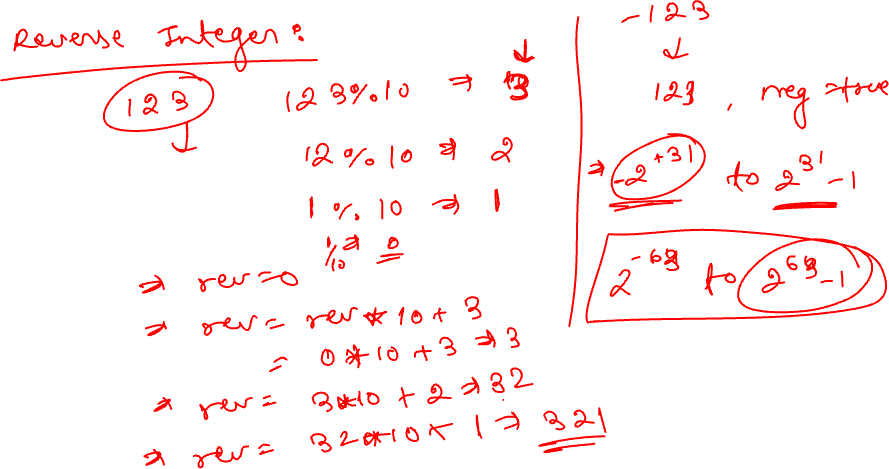 Reverse Integer:
123
123%10 ⇒ 3
12%10 ⇒ 2
1%10 ⇒ 1
1/10 ⇒ 0
⇒ rev=0
⇒ rev= rev*10+3
= 0*10+3 ⇒ 3
⇒ rev= 3*10+2 ⇒ 32
⇒ rev= 32*10+1 ⇒ 321
-123
↓
123, neg=true
⇒ -2^+31 to 2^31-1
2^-63 to 2^63-1